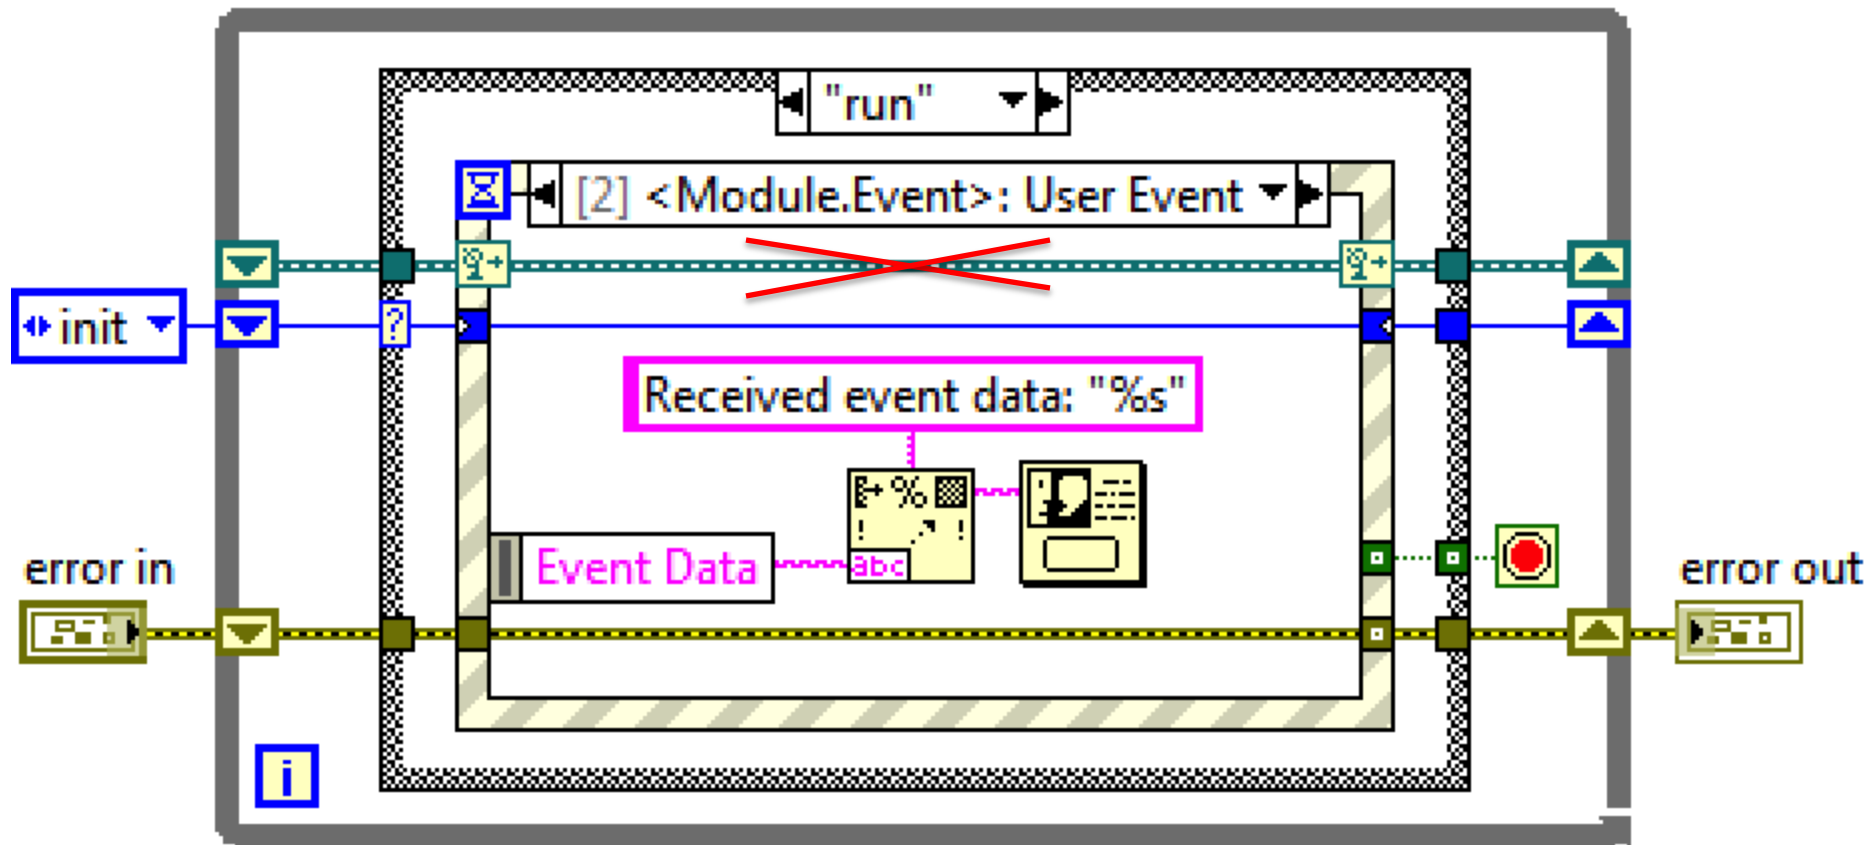 "run"
[2] <Module.Event>: User Event
init
?
Received event data: "%s"
%
! !
abc
Event Data
error in
error out
i